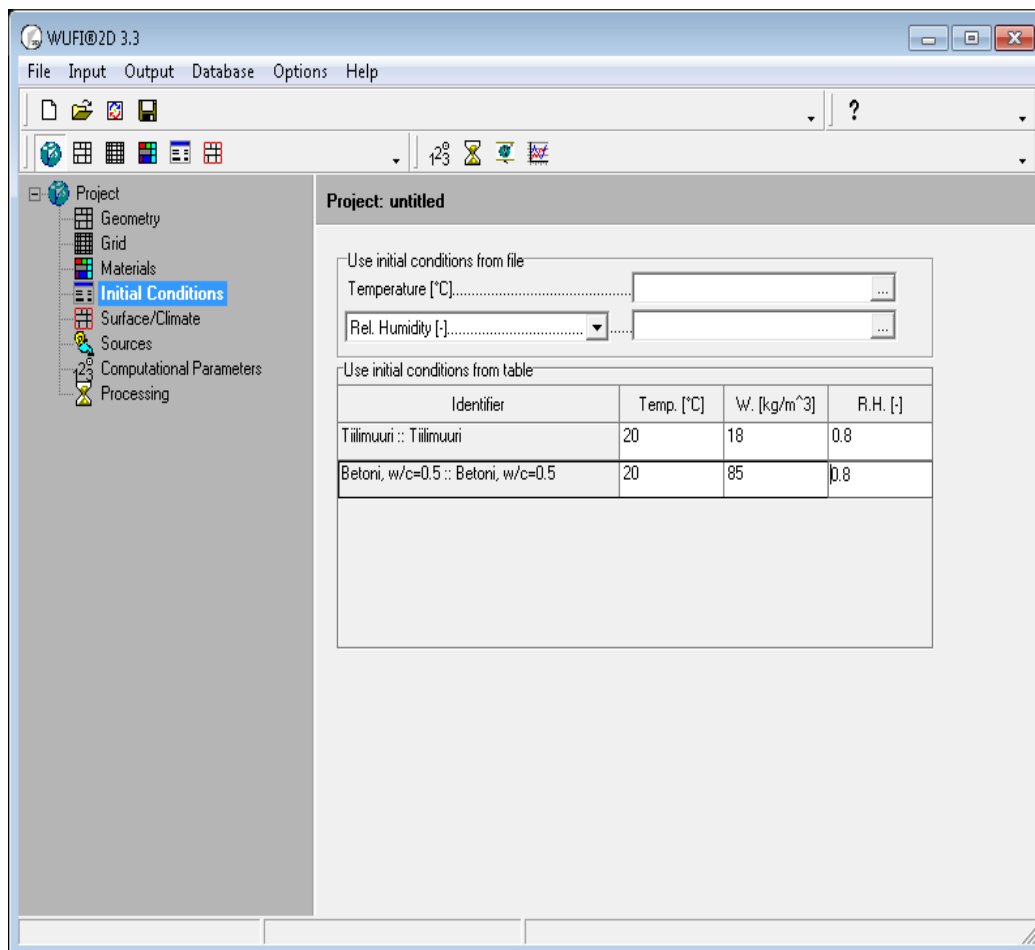 WUFI®2D 3.3
File Input Output Database Options Help
?
Project
Geometry
Grid
Materials
Initial Conditions
Surface/Climate
Sources
Computational Parameters
Processing
Project: untitled
Use initial conditions from file
Temperature [°C]............................................
...
Rel. Humidity [-].................................
......
...
Use initial conditions from table
Identifier Temp. [°C] W. [kg/m^3] R.H. [-]
Tiilimuuri :: Tiilimuuri 20 18 0.8
Betoni, w/c=0.5 :: Betoni, w/c=0.5 20 85 0.8